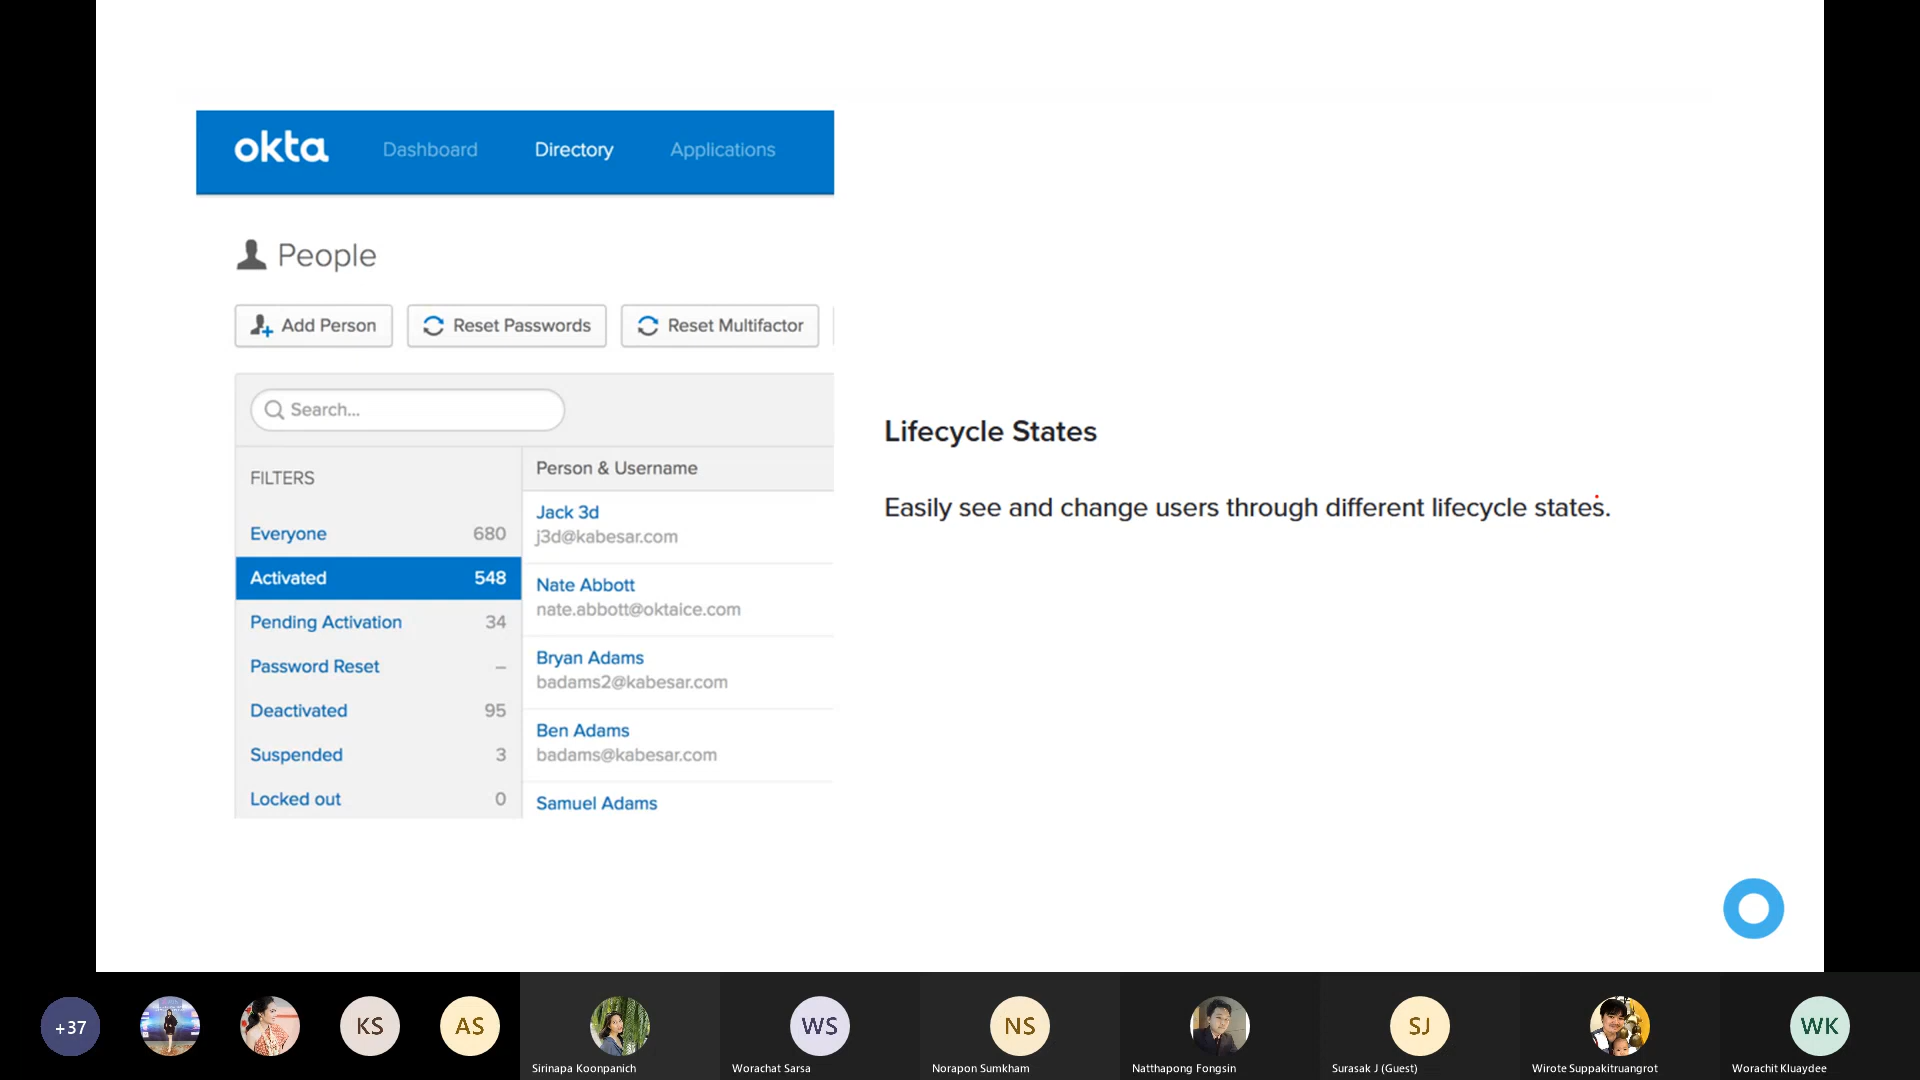 okta Dashboard Directory Applications
People
Add Person Reset Passwords Reset Multifactor
Search...
FILTERS
Everyone 680
Activated 548
Pending Activation 34
Password Reset –
Deactivated 95
Suspended 3
Locked out 0
Person & Username
Jack 3d
j3d@kabesar.com
Nate Abbott
nate.abbott@oktaice.com
Bryan Adams
badams2@kabesar.com
Ben Adams
badams@kabesar.com
Samuel Adams
Lifecycle States
Easily see and change users through different lifecycle states.
+37 KS AS WS NS SJ WK
Sirinapa Koonpanich Worachat Sarsa Norapon Sumkham Natthapong Fongsin Surasak J (Guest) Wirote Suppakitruangrot Worachit Kluaydee